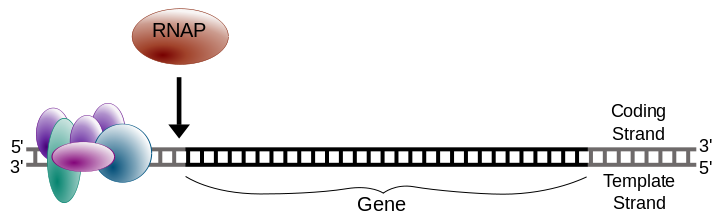 RNAP
Coding
Strand
5'
3'
3'
5'
Template
Strand
Gene